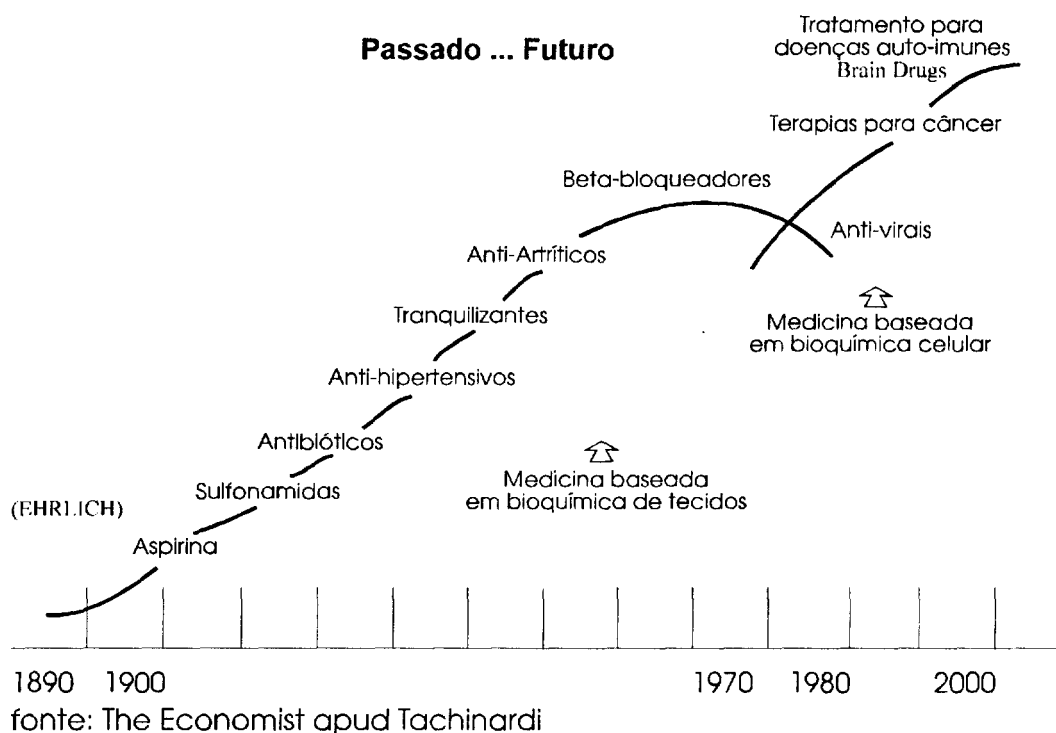 Passado ... Futuro
Tratamento para
doenças auto-imunes
Brain Drugs
Terapias para câncer
Beta-bloqueadores
Anti-virais
Anti-Artríticos
Medicina baseada
em bioquímica celular
Tranquilizantes
Anti-hipertensivos
Antibióticos
Medicina baseada
em bioquímica de tecidos
Sulfonamidas
(EHRLICH)
Aspirina
1890 1900 1970 1980 2000
fonte: The Economist apud Tachinardi